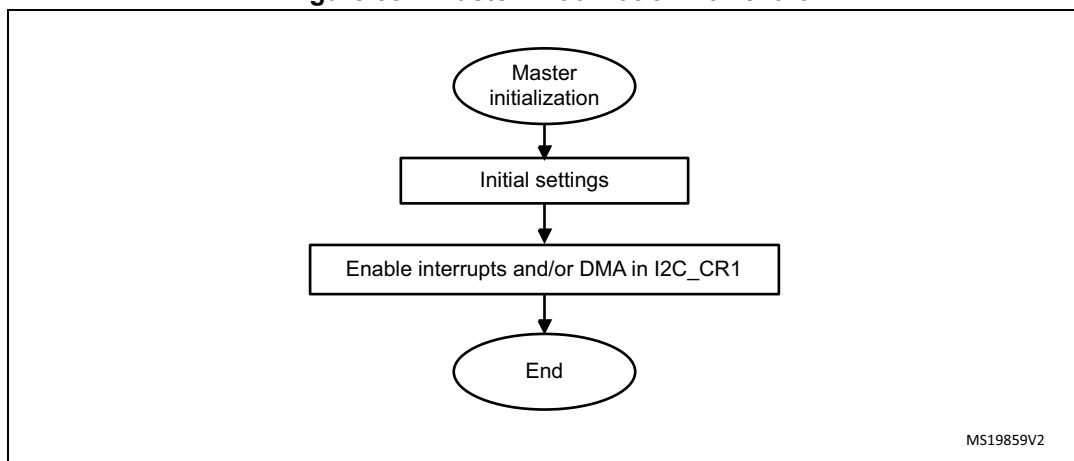 Master
initialization
Initial settings
Enable interrupts and/or DMA in I2C_CR1
End
MS19859V2